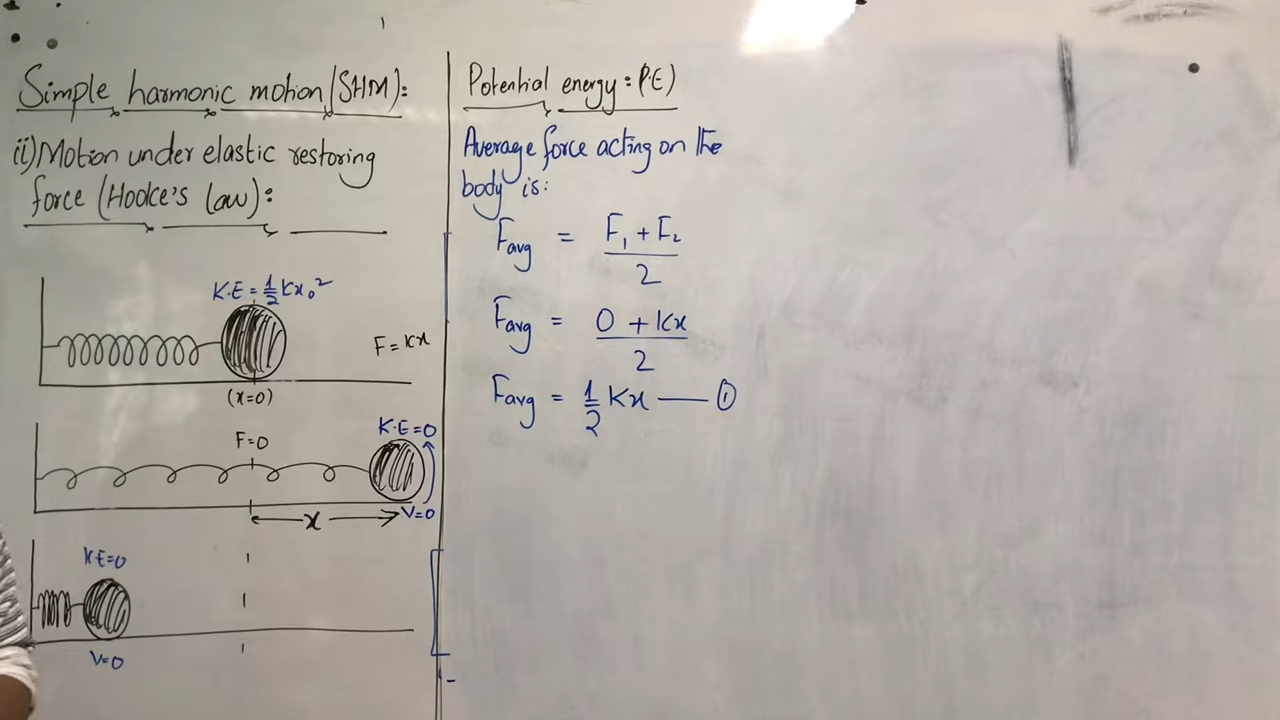 Simple harmonic motion (SHM):
ii) Motion under elastic restoring
force (Hooke's law):
K.E = 1/2 Kx₀²
F = Kx
(x=0)
F=0
K.E=0
x
V=0
K.E=0
V=0
Potential energy: P.E)
Average force acting on the
body is:
Favg = F₁ + F₂ / 2
Favg = 0 + Kx / 2
Favg = 1/2 Kx — ①